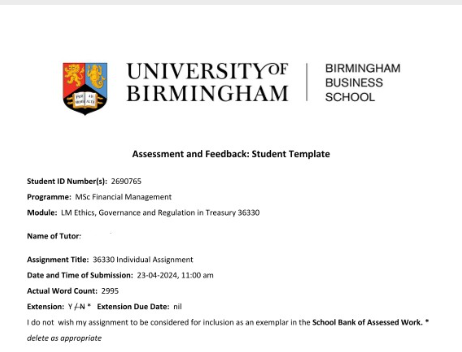 UNIVERSITYOF
BIRMINGHAM
BIRMINGHAM
BUSINESS
SCHOOL
Assessment and Feedback: Student Template
Student ID Number(s): 2690765
Programme: MSc Financial Management
Module: LM Ethics, Governance and Regulation in Treasury 36330
Name of Tutor:
Assignment Title: 36330 Individual Assignment
Date and Time of Submission: 23-04-2024, 11:00 am
Actual Word Count: 2995
Extension: Y / N * Extension Due Date: nil
I do not wish my assignment to be considered for inclusion as an exemplar in the School Bank of Assessed Work. *
delete as appropriate